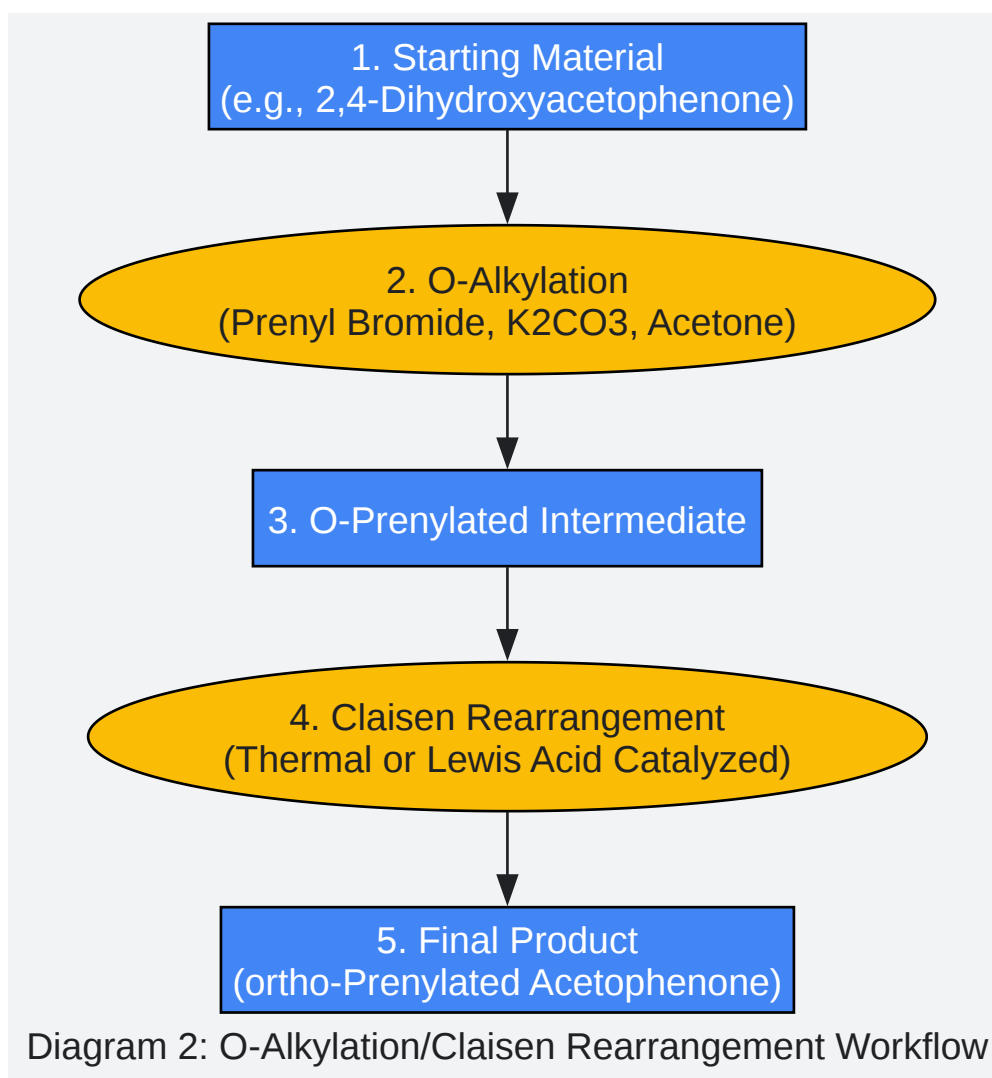 1. Starting Material
(e.g., 2,4-Dihydroxyacetophenone)
2. O-Alkylation
(Prenyl Bromide, K2CO3, Acetone)
3. O-Prenylated Intermediate
4. Claisen Rearrangement
(Thermal or Lewis Acid Catalyzed)
5. Final Product
(ortho-Prenylated Acetophenone)
Diagram 2: O-Alkylation/Claisen Rearrangement Workflow